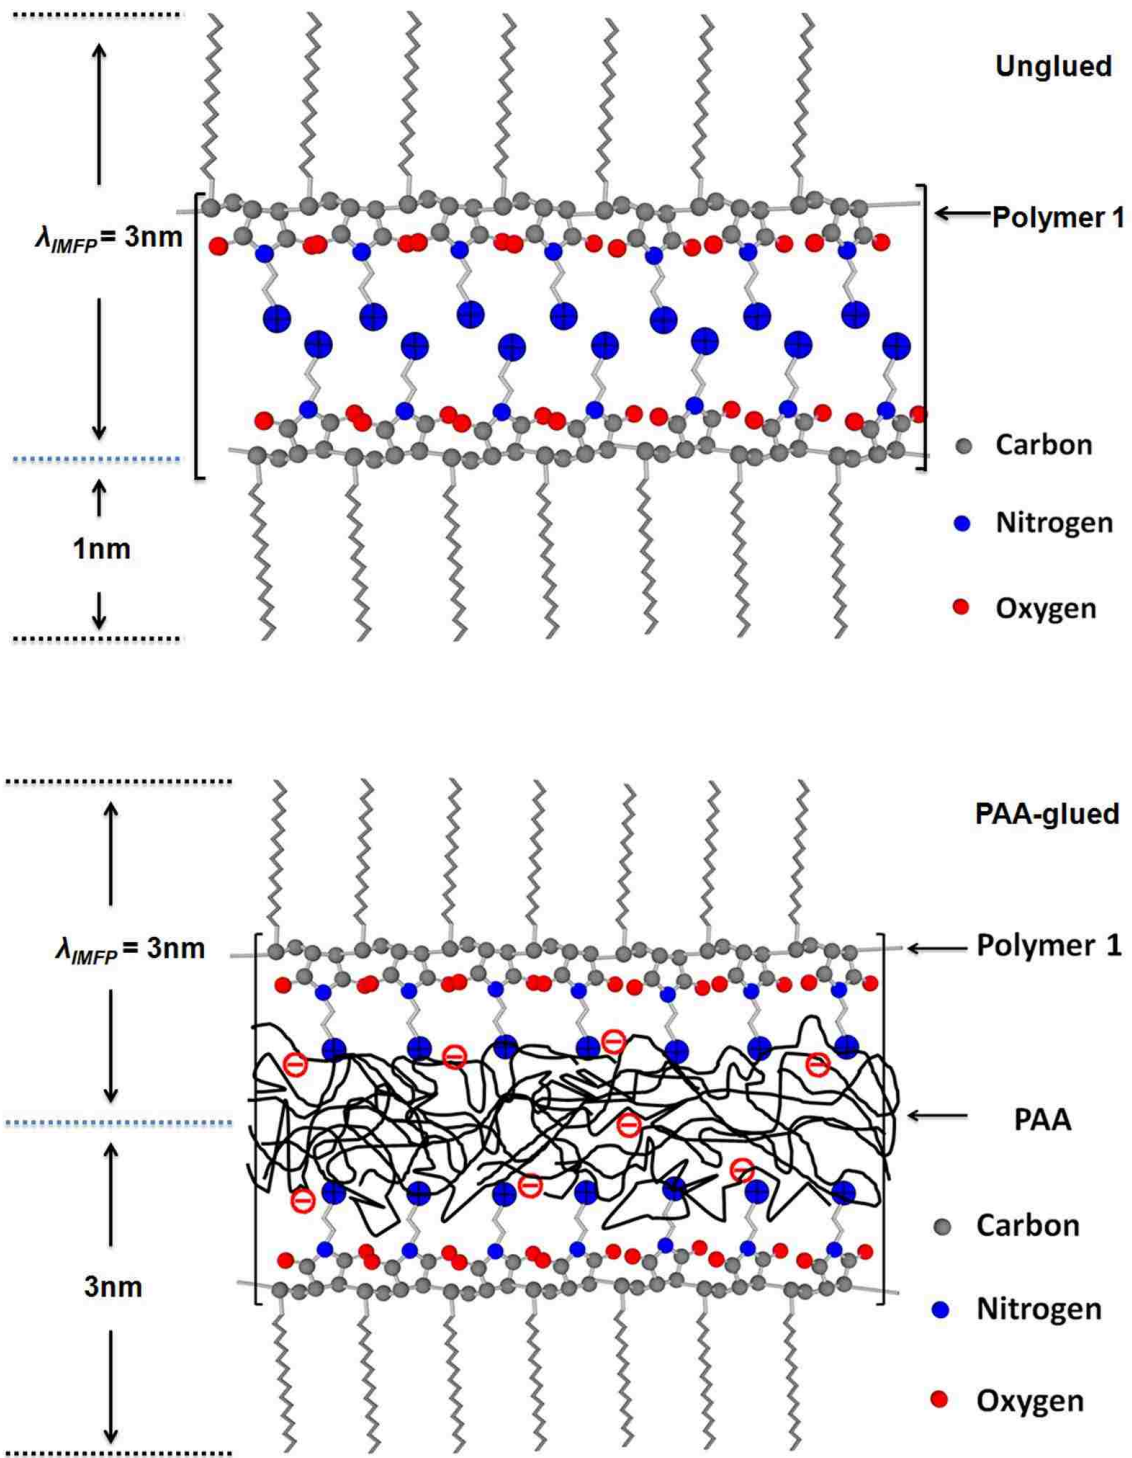 Unglued
Polymer 1
λIMFP = 3nm
Carbon
1nm
Nitrogen
Oxygen
PAA-glued
Polymer 1
λIMFP = 3nm
PAA
Carbon
3nm
Nitrogen
Oxygen